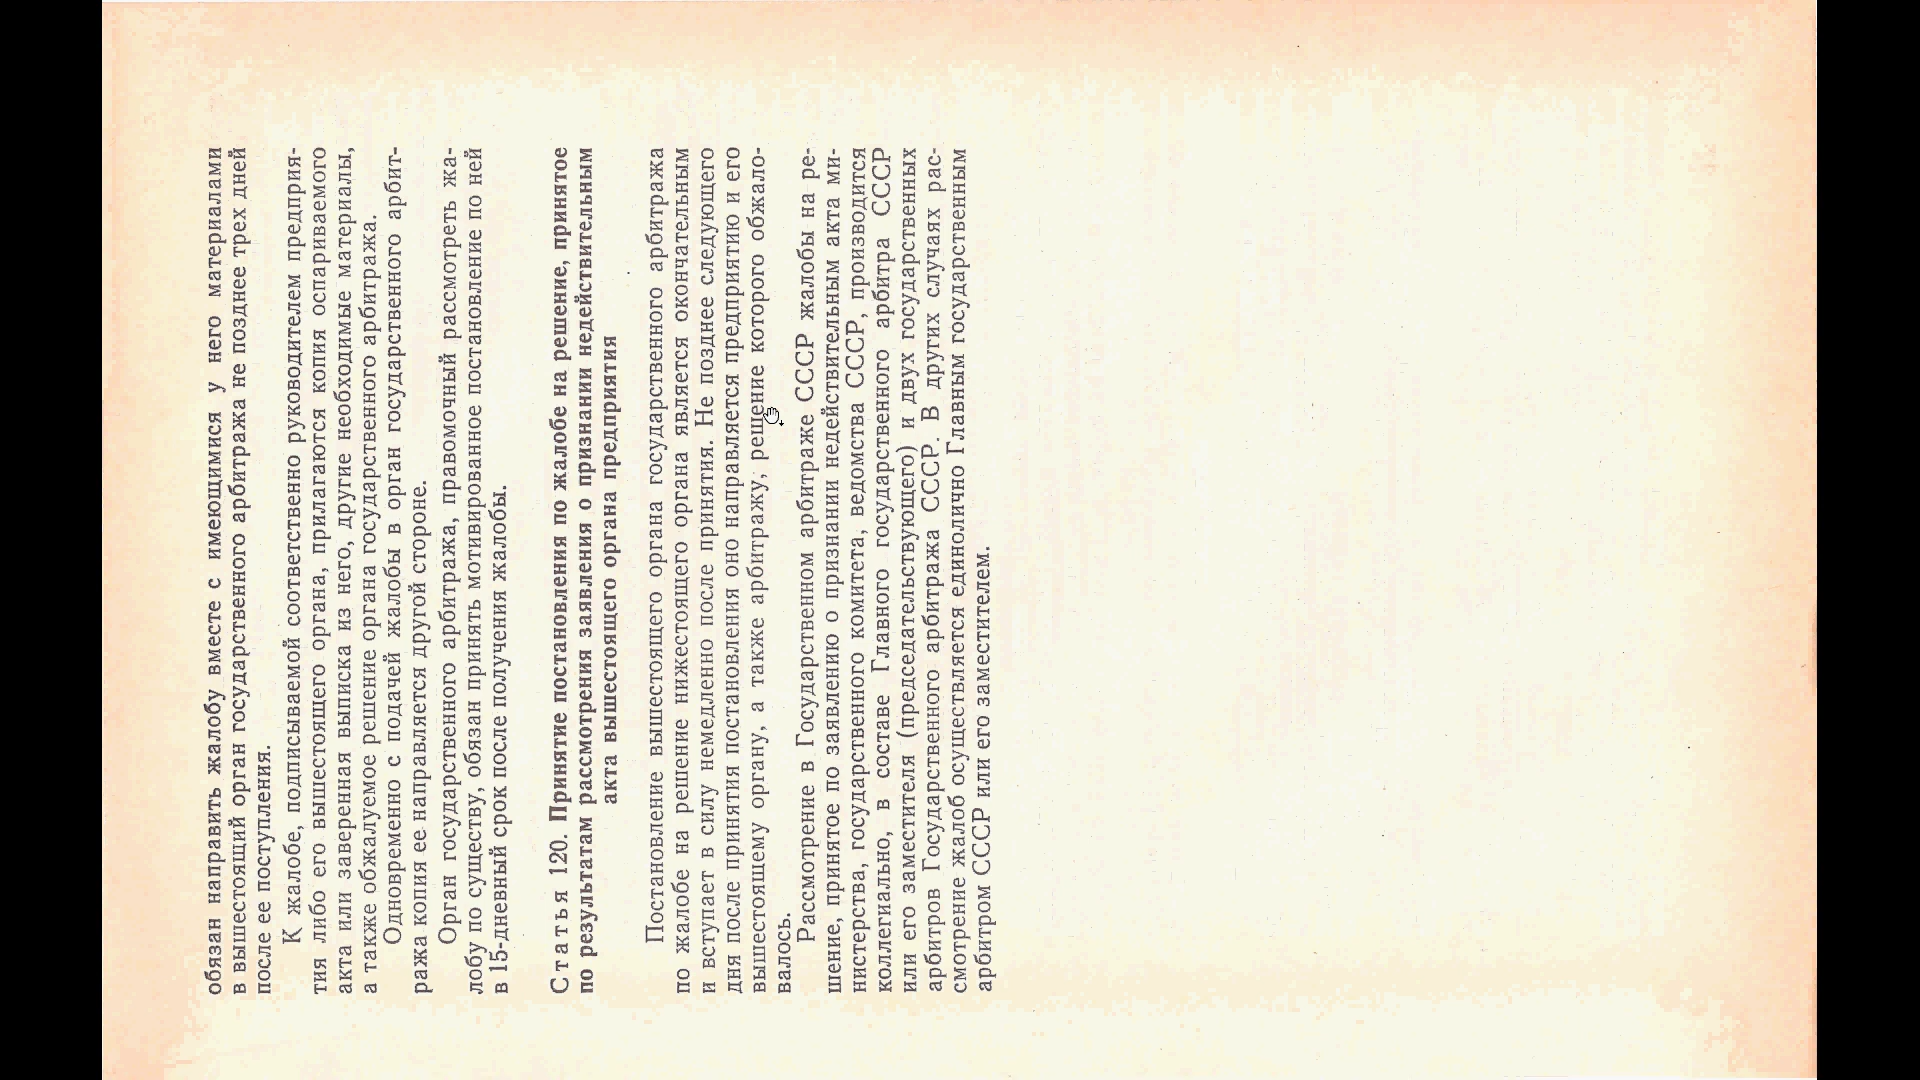 обязан направить жалобу вместе с имеющимися у него материалами
в вышестоящий орган государственного арбитража не позднее трех дней
после ее поступления.
К жалобе, подписываемой соответственно руководителем предприя-
тия либо его вышестоящего органа, прилагаются копия оспариваемого
акта или заверенная выписка из него, другие необходимые материалы,
а также обжалуемое решение органа государственного арбитража.
Одновременно с подачей жалобы в орган государственного арбит-
ража копия ее направляется другой стороне.
Орган государственного арбитража, правомочный рассмотреть жа-
лобу по существу, обязан принять мотивированное постановление по ней
в 15-дневный срок после получения жалобы.
Статья 120. Принятие постановления по жалобе на решение, принятое
по результатам рассмотрения заявления о признании недействительным
акта вышестоящего органа предприятия
Постановление вышестоящего органа государственного арбитража
по жалобе на решение нижестоящего органа является окончательным
и вступает в силу немедленно после принятия. Не позднее следующего
дня после принятия постановления оно направляется предприятию и его
вышестоящему органу, а также арбитражу, решение которого обжало-
валось.
Рассмотрение в Государственном арбитраже СССР жалобы на ре-
шение, принятое по заявлению о признании недействительным акта ми-
нистерства, государственного комитета, ведомства СССР, производится
коллегиально, в составе Главного государственного арбитра СССР
или его заместителя (председательствующего) и двух государственных
арбитров Государственного арбитража СССР. В других случаях рас-
смотрение жалоб осуществляется единолично Главным государственным
арбитром СССР или его заместителем.